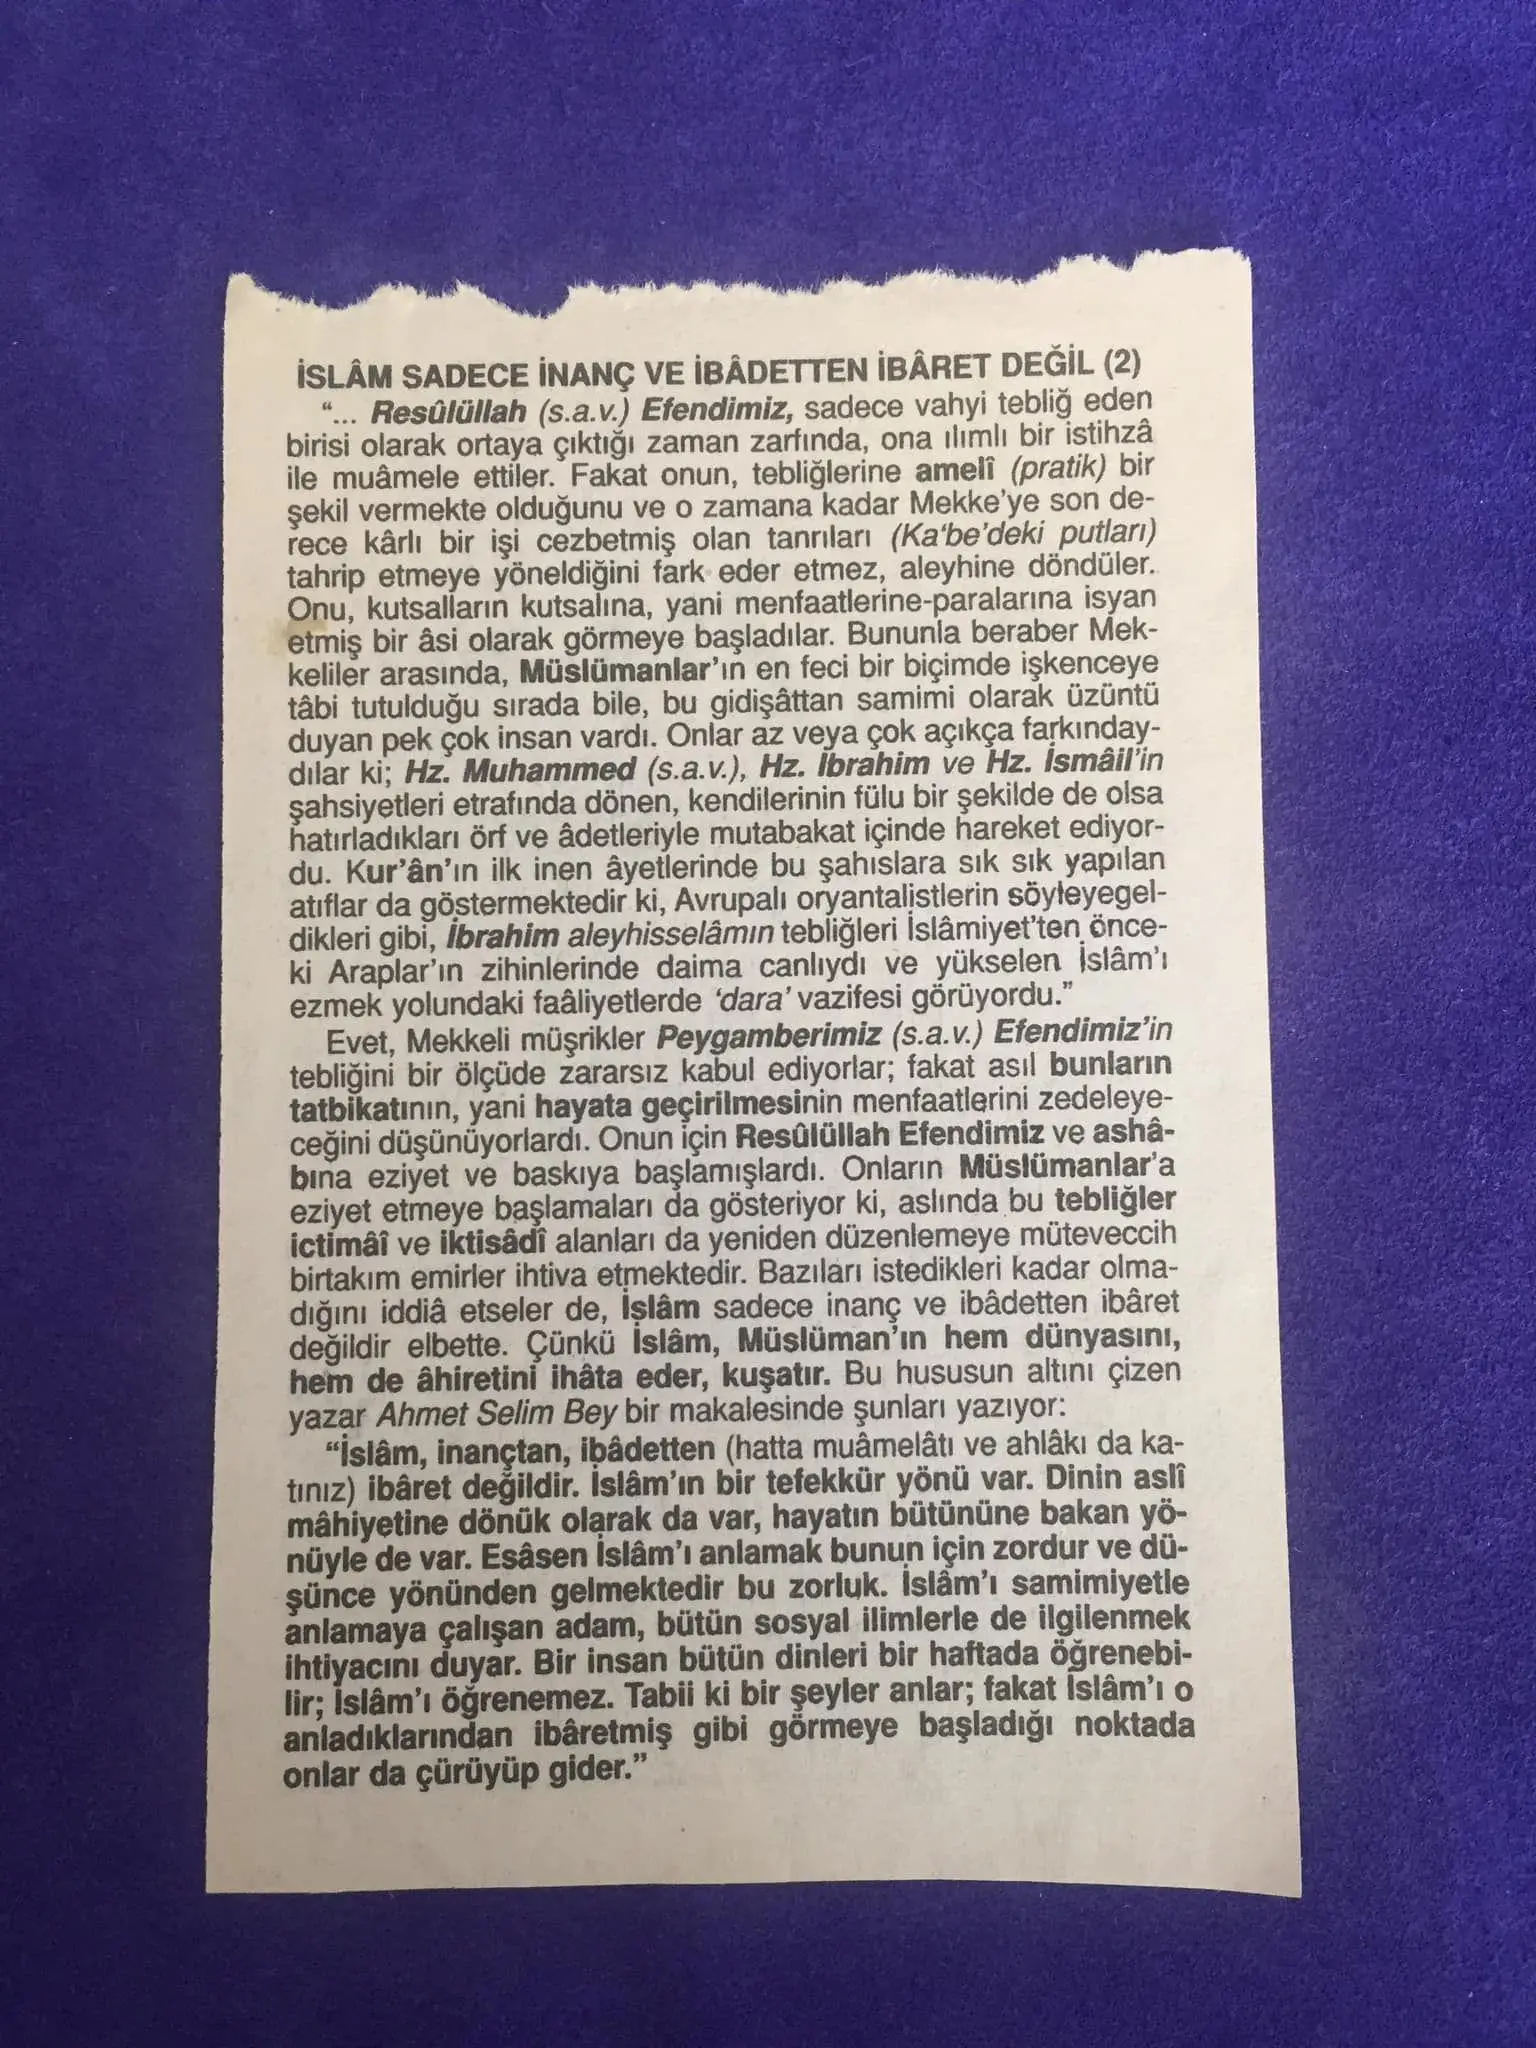 İSLÂM SADECE İNANÇ VE İBÂDETTEN İBÂRET DEĞİL (2)
“... Resûlüllah (s.a.v.) Efendimiz, sadece vahyi tebliğ eden
birisi olarak ortaya çıktığı zaman zarfında, ona ılımlı bir istihzâ
ile muâmele ettiler. Fakat onun, tebliğlerine amelî (pratik) bir
şekil vermekte olduğunu ve o zamana kadar Mekke’ye son de-
rece kârlı bir işi cezbetmiş olan tanrıları (Ka‘be’deki putları)
tahrip etmeye yöneldiğini fark eder etmez, aleyhine döndüler.
Onu, kutsalların kutsalına, yani menfaatlerine-paralarına isyan
etmiş bir âsi olarak görmeye başladılar. Bununla beraber Mek-
keliler arasında, Müslümanlar’ın en feci bir biçimde işkenceye
tâbi tutulduğu sırada bile, bu gidişâttan samimi olarak üzüntü
duyan pek çok insan vardı. Onlar az veya çok açıkça farkınday-
dılar ki; Hz. Muhammed (s.a.v.), Hz. İbrahim ve Hz. İsmâil’in
şahsiyetleri etrafında dönen, kendilerinin fülu bir şekilde de olsa
hatırladıkları örf ve âdetleriyle mutabakat içinde hareket ediyor-
du. Kur’ân’ın ilk inen âyetlerinde bu şahıslara sık sık yapılan
atıflar da göstermektedir ki, Avrupalı oryantalistlerin söyleyegel-
dikleri gibi, İbrahim aleyhisselâmın tebliğleri İslâmiyet’ten önce-
ki Araplar’ın zihinlerinde daima canlıydı ve yükselen İslâm’ı
ezmek yolundaki faâliyetlerde ‘dara’ vazifesi görüyordu.”
Evet, Mekkeli müşrikler Peygamberimiz (s.a.v.) Efendimiz’in
tebliğini bir ölçüde zararsız kabul ediyorlar; fakat asıl bunların
tatbikatının, yani hayata geçirilmesinin menfaatlerini zedeleye-
ceğini düşünüyorlardı. Onun için Resûlüllah Efendimiz ve ashâ-
bına eziyet ve baskıya başlamışlardı. Onların Müslümanlar’a
eziyet etmeye başlamaları da gösteriyor ki, aslında bu tebliğler
ictimâî ve iktisâdî alanları da yeniden düzenlemeye müteveccih
birtakım emirler ihtiva etmektedir. Bazıları istedikleri kadar olma-
dığını iddiâ etseler de, İslâm sadece inanç ve ibâdetten ibâret
değildir elbette. Çünkü İslâm, Müslüman’ın hem dünyasını,
hem de âhiretini ihâta eder, kuşatır. Bu hususun altını çizen
yazar Ahmet Selim Bey bir makalesinde şunları yazıyor:
“İslâm, inançtan, ibâdetten (hatta muâmelâtı ve ahlâkı da ka-
tınız) ibâret değildir. İslâm’ın bir tefekkür yönü var. Dinin aslî
mâhiyetine dönük olarak da var, hayatın bütününe bakan yö-
nüyle de var. Esâsen İslâm’ı anlamak bunun için zordur ve dü-
şünce yönünden gelmektedir bu zorluk. İslâm’ı samimiyetle
anlamaya çalışan adam, bütün sosyal ilimlerle de ilgilenmek
ihtiyacını duyar. Bir insan bütün dinleri bir haftada öğrenebi-
lir; İslâm’ı öğrenemez. Tabii ki bir şeyler anlar; fakat İslâm’ı o
anladıklarından ibâretmiş gibi görmeye başladığı noktada
onlar da çürüyüp gider.”